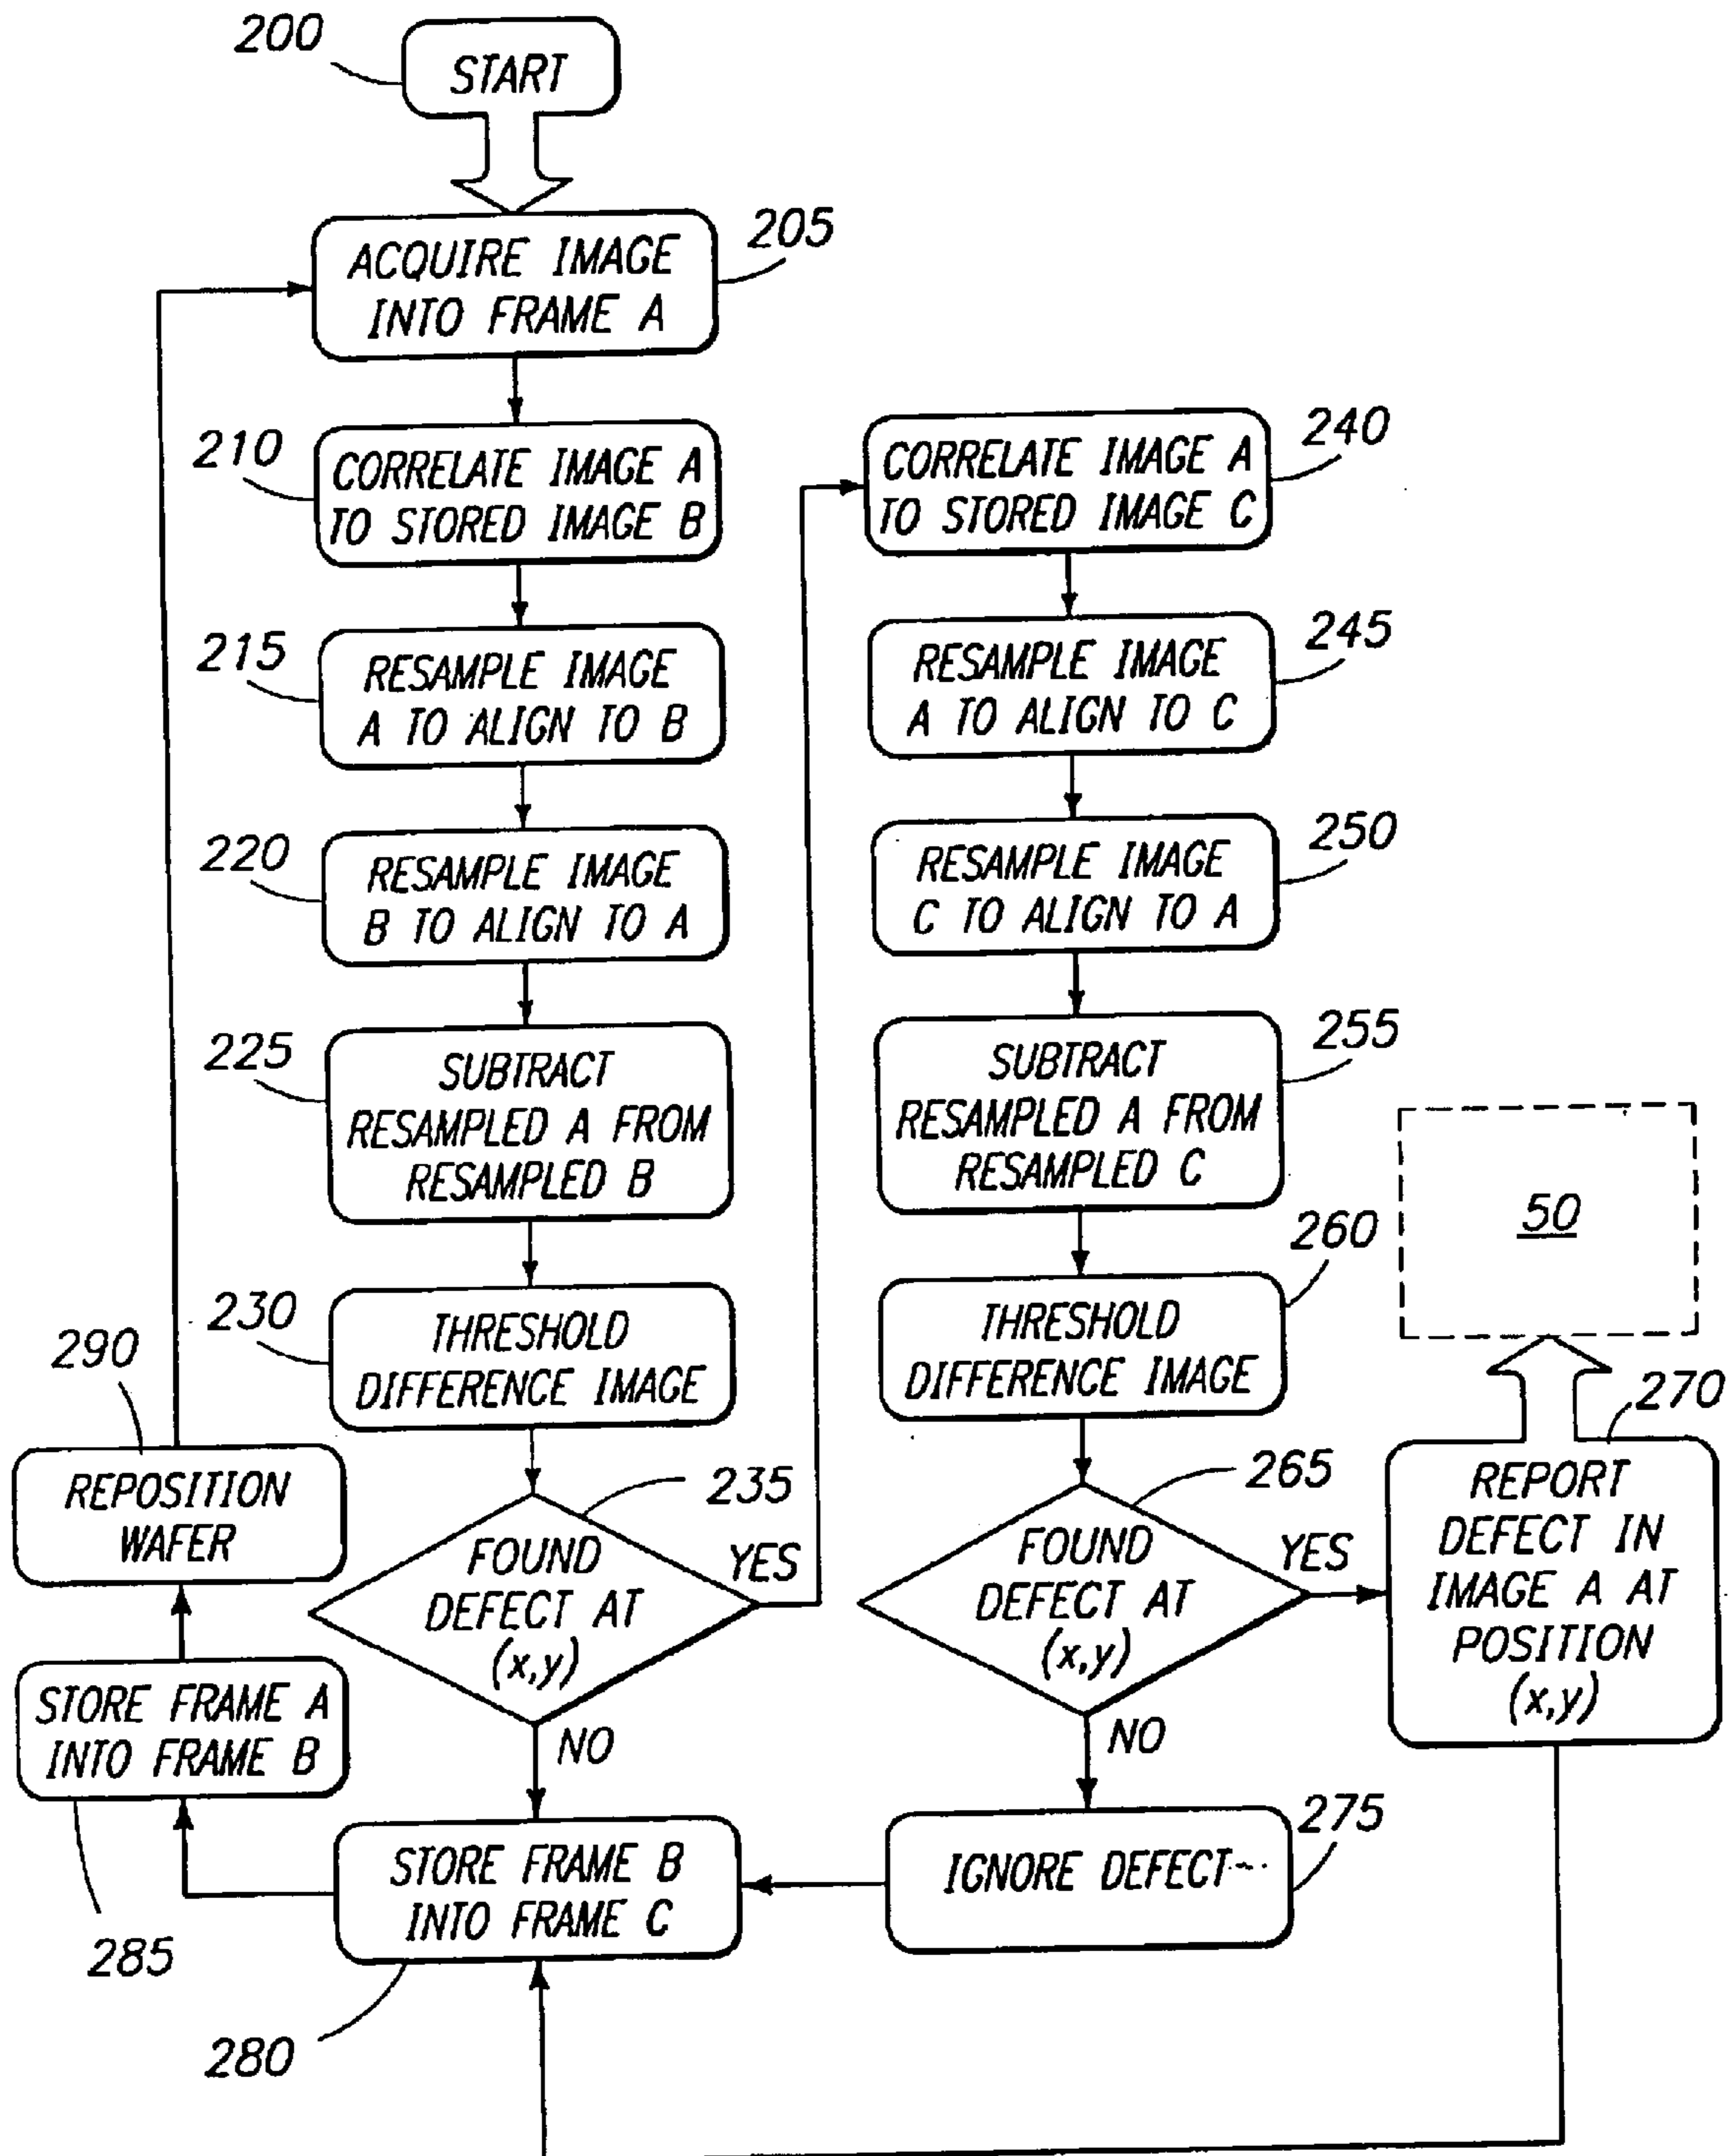 200
START
205
ACQUIRE IMAGE
INTO FRAME A
210
CORRELATE IMAGE A
TO STORED IMAGE B
215
RESAMPLE IMAGE
A TO ALIGN TO B
220
RESAMPLE IMAGE
B TO ALIGN TO A
225
SUBTRACT
RESAMPLED A FROM
RESAMPLED B
230
THRESHOLD
DIFFERENCE IMAGE
235
FOUND
DEFECT AT
(x,y)
YES
NO
240
CORRELATE IMAGE A
TO STORED IMAGE C
245
RESAMPLE IMAGE
A TO ALIGN TO C
250
RESAMPLE IMAGE
C TO ALIGN TO A
255
SUBTRACT
RESAMPLED A FROM
RESAMPLED C
260
THRESHOLD
DIFFERENCE IMAGE
265
FOUND
DEFECT AT
(x,y)
YES
NO
50
270
REPORT
DEFECT IN
IMAGE A AT
POSITION
(x,y)
275
IGNORE DEFECT
280
STORE FRAME B
INTO FRAME C
285
STORE FRAME A
INTO FRAME B
290
REPOSITION
WAFER